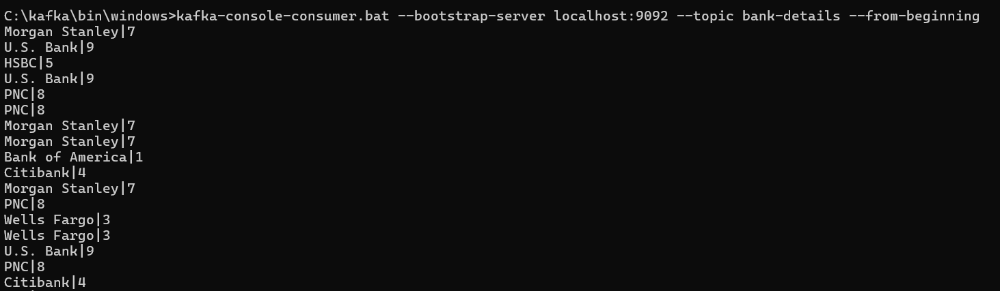 C:\kafka\bin\windows>kafka-console-consumer.bat --bootstrap-server localhost:9092 --topic bank-details --from-beginning
Morgan Stanley|7
U.S. Bank|9
HSBC|5
U.S. Bank|9
PNC|8
PNC|8
Morgan Stanley|7
Morgan Stanley|7
Bank of America|1
Citibank|4
Morgan Stanley|7
PNC|8
Wells Fargo|3
Wells Fargo|3
U.S. Bank|9
PNC|8
Citibank|4